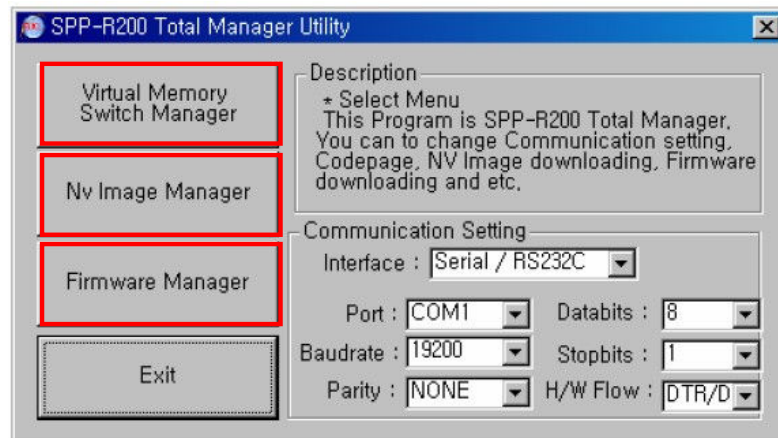 SPP-R200 Total Manager Utility
Virtual Memory
Switch Manager
Nv Image Manager
Firmware Manager
Exit
Description
* Select Menu
This Program is SPP-R200 Total Manager,
You can to change Communication setting,
Codepage, NV Image downloading, Firmware
downloading and etc,
Communication Setting
Interface : Serial / RS232C
Port : COM1 Databits : 8
Baudrate : 19200 Stopbits : 1
Parity : NONE H/W Flow : DTR/D